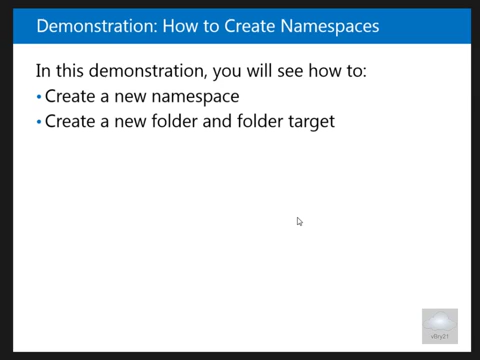 Demonstration: How to Create Namespaces
In this demonstration, you will see how to:
• Create a new namespace
• Create a new folder and folder target